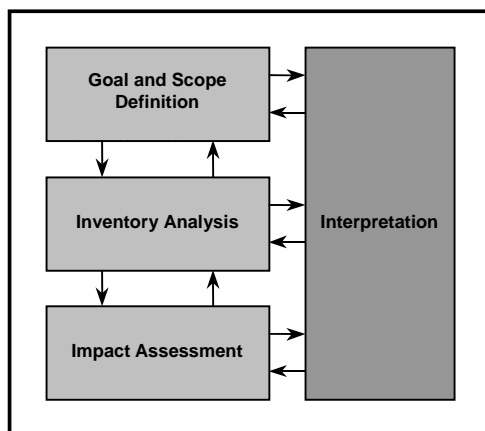 Goal and Scope
Definition
Inventory Analysis
Interpretation
Impact Assessment